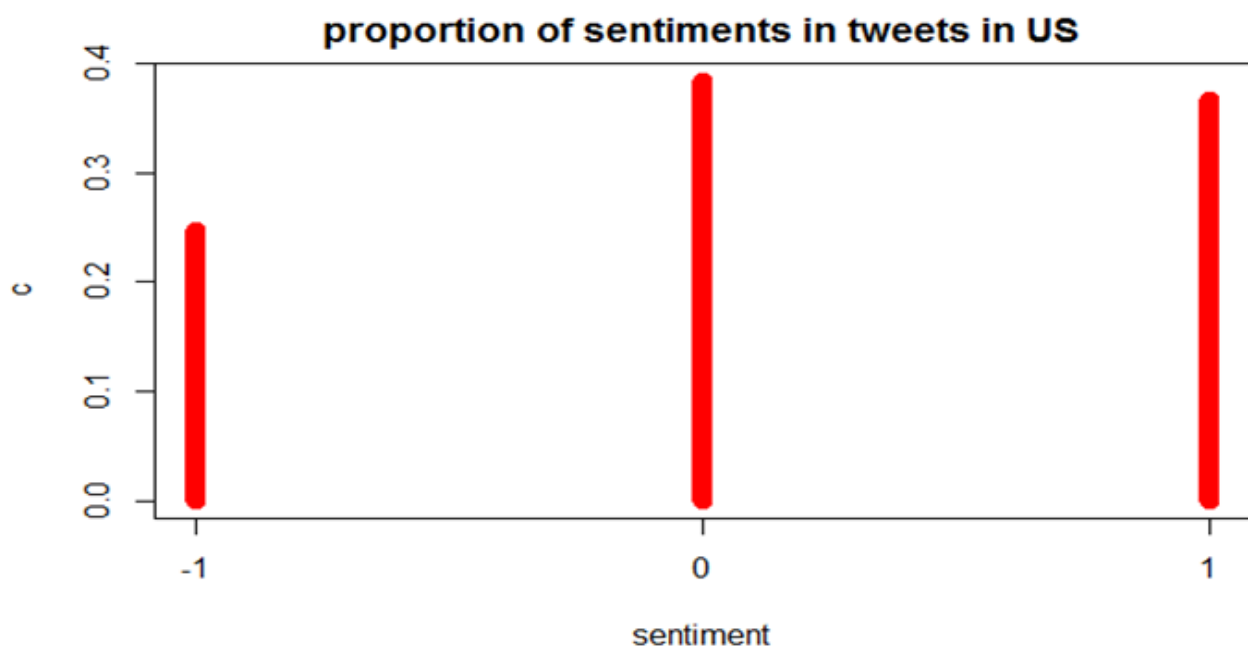 proportion of sentiments in tweets in US
0.4
0.3
0.2
0.1
0.0
c
-1 0 1
sentiment